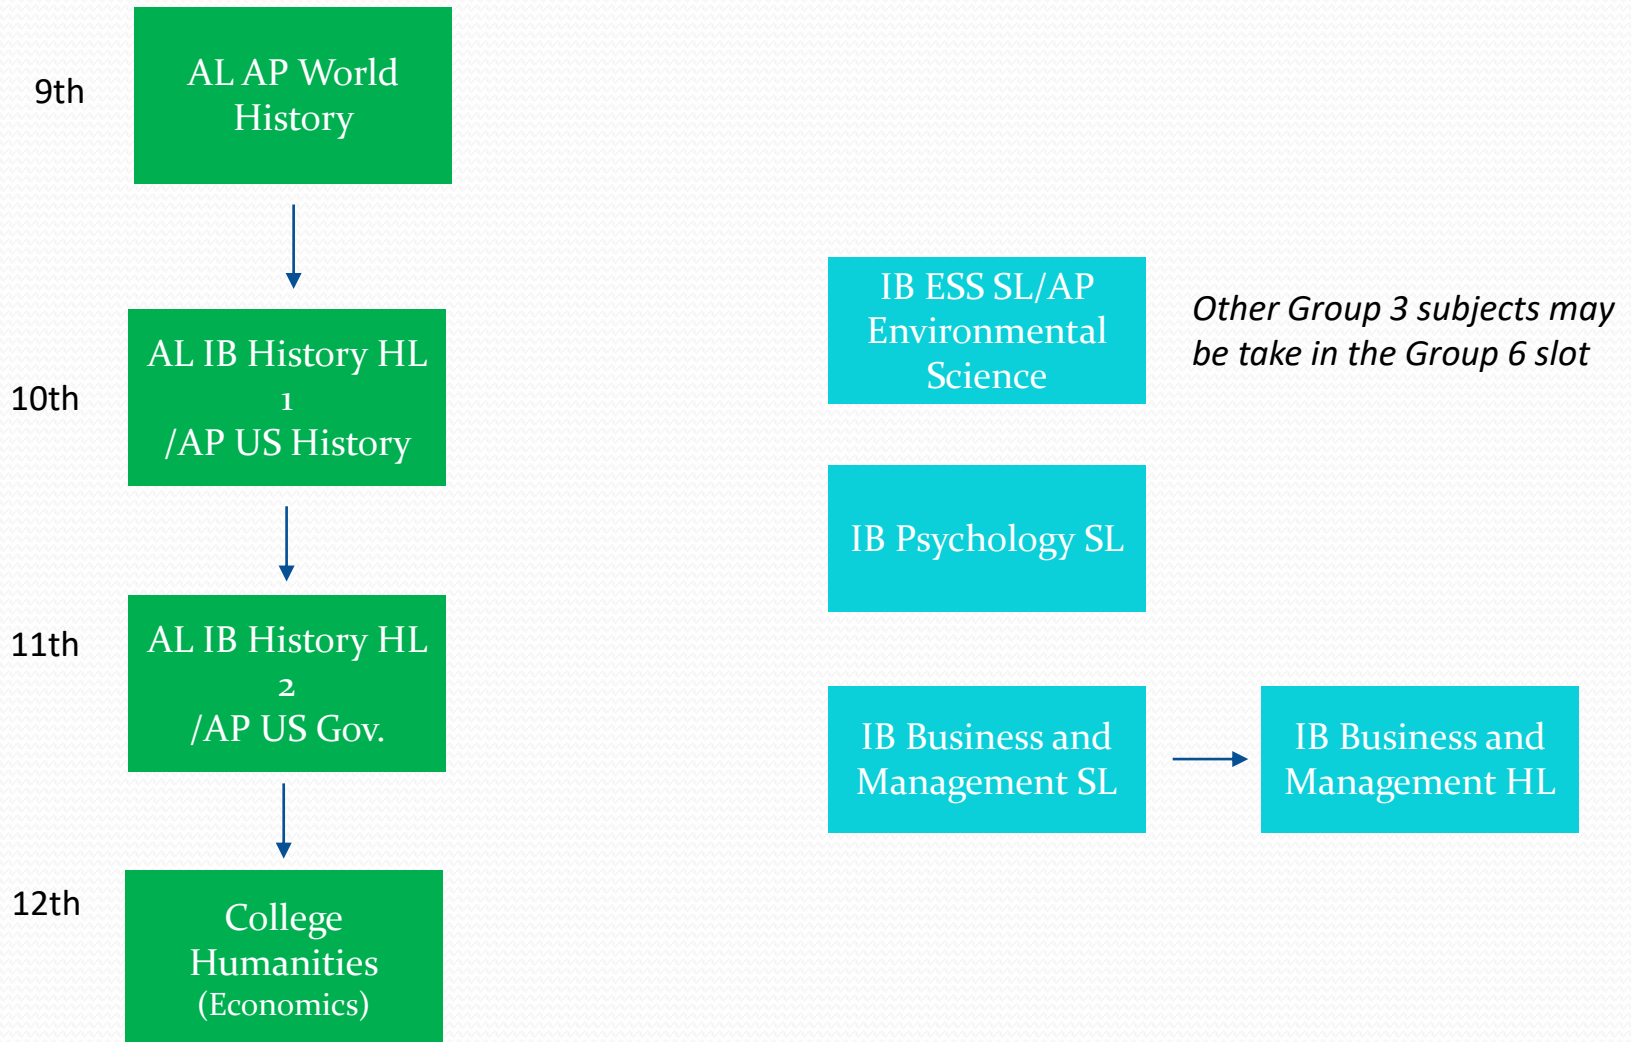 9th
AL AP World
History
10th
AL IB History HL
1
/AP US History
11th
AL IB History HL
2
/AP US Gov.
12th
College
Humanities
(Economics)
IB ESS SL/AP
Environmental
Science
Other Group 3 subjects may
be take in the Group 6 slot
IB Psychology SL
IB Business and
Management SL
IB Business and
Management HL